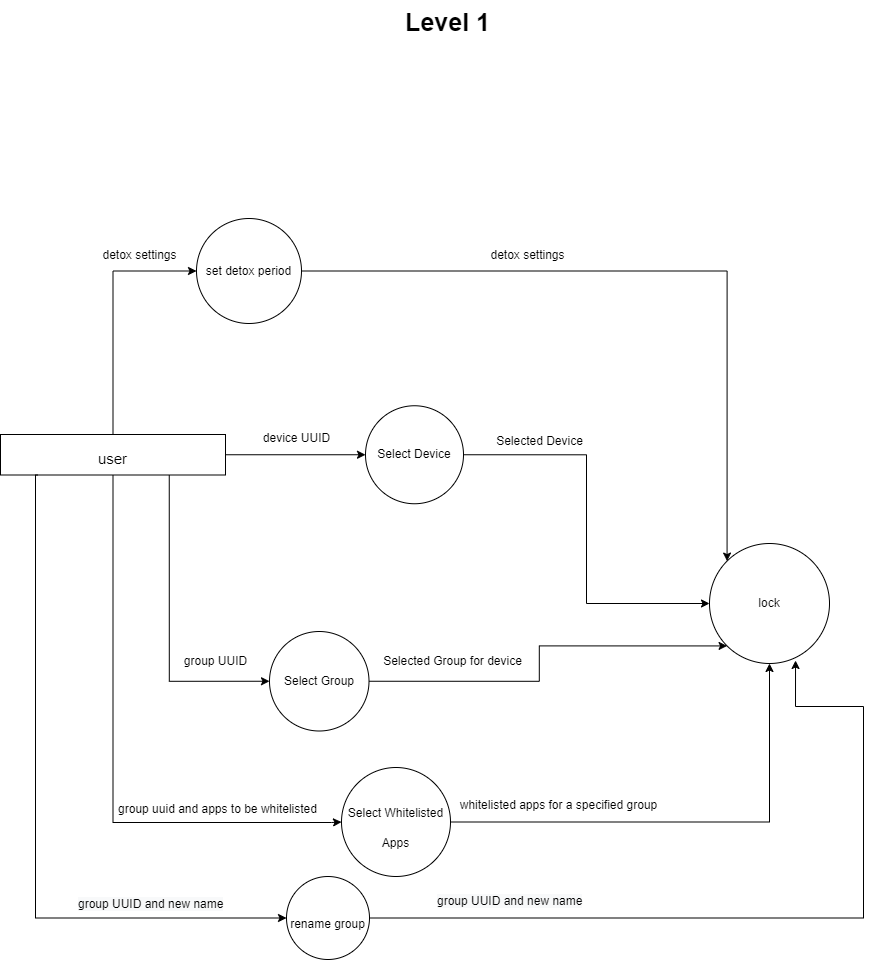 Level 1
detox settings
detox settings
set detox period
device UUID
Selected Device
Select Device
user
lock
group UUID
Selected Group for device
Select Group
group uuid and apps to be whitelisted
whitelisted apps for a specified group
Select Whitelisted
Apps
group UUID and new name
group UUID and new name
rename group